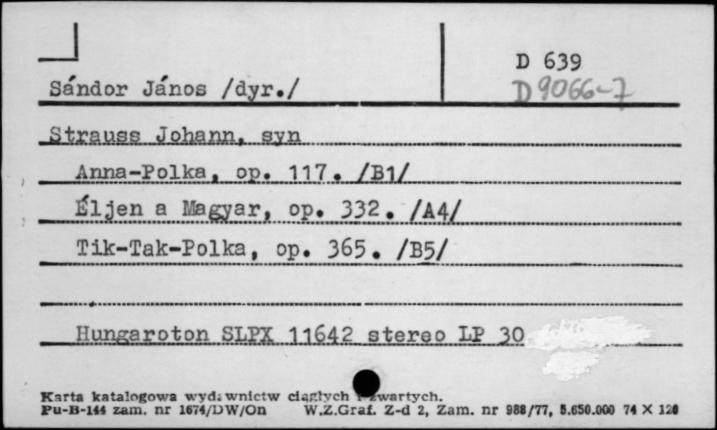 D 639
Sándor János /dyr./
D 9066-7
Strauss Johann, syn
Anna-Polka, op. 117. /B1/
Éljen a Magyar, op. 332. /A4/
Tik-Tak-Polka, op. 365. /B5/
Hungaroton SLPX 11642 stereo LP 30
Karta katalogowa wydawnictw ciągłych i zwartych.
Pu-B-144 zam. nr 1674/DW/On W.Z.Graf. Z-d 2, Zam. nr 988/77, 5.650.000 74 X 120